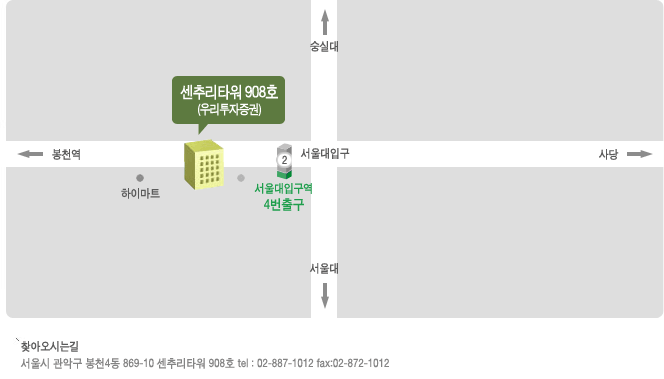 숭실대
센추리타워 908호
(우리투자증권)
봉천역
2
서울대입구
사당
하이마트
서울대입구역
4번출구
서울대
찾아오시는길
서울시 관악구 봉천4동 869-10 센추리타워 908호 tel : 02-887-1012 fax:02-872-1012